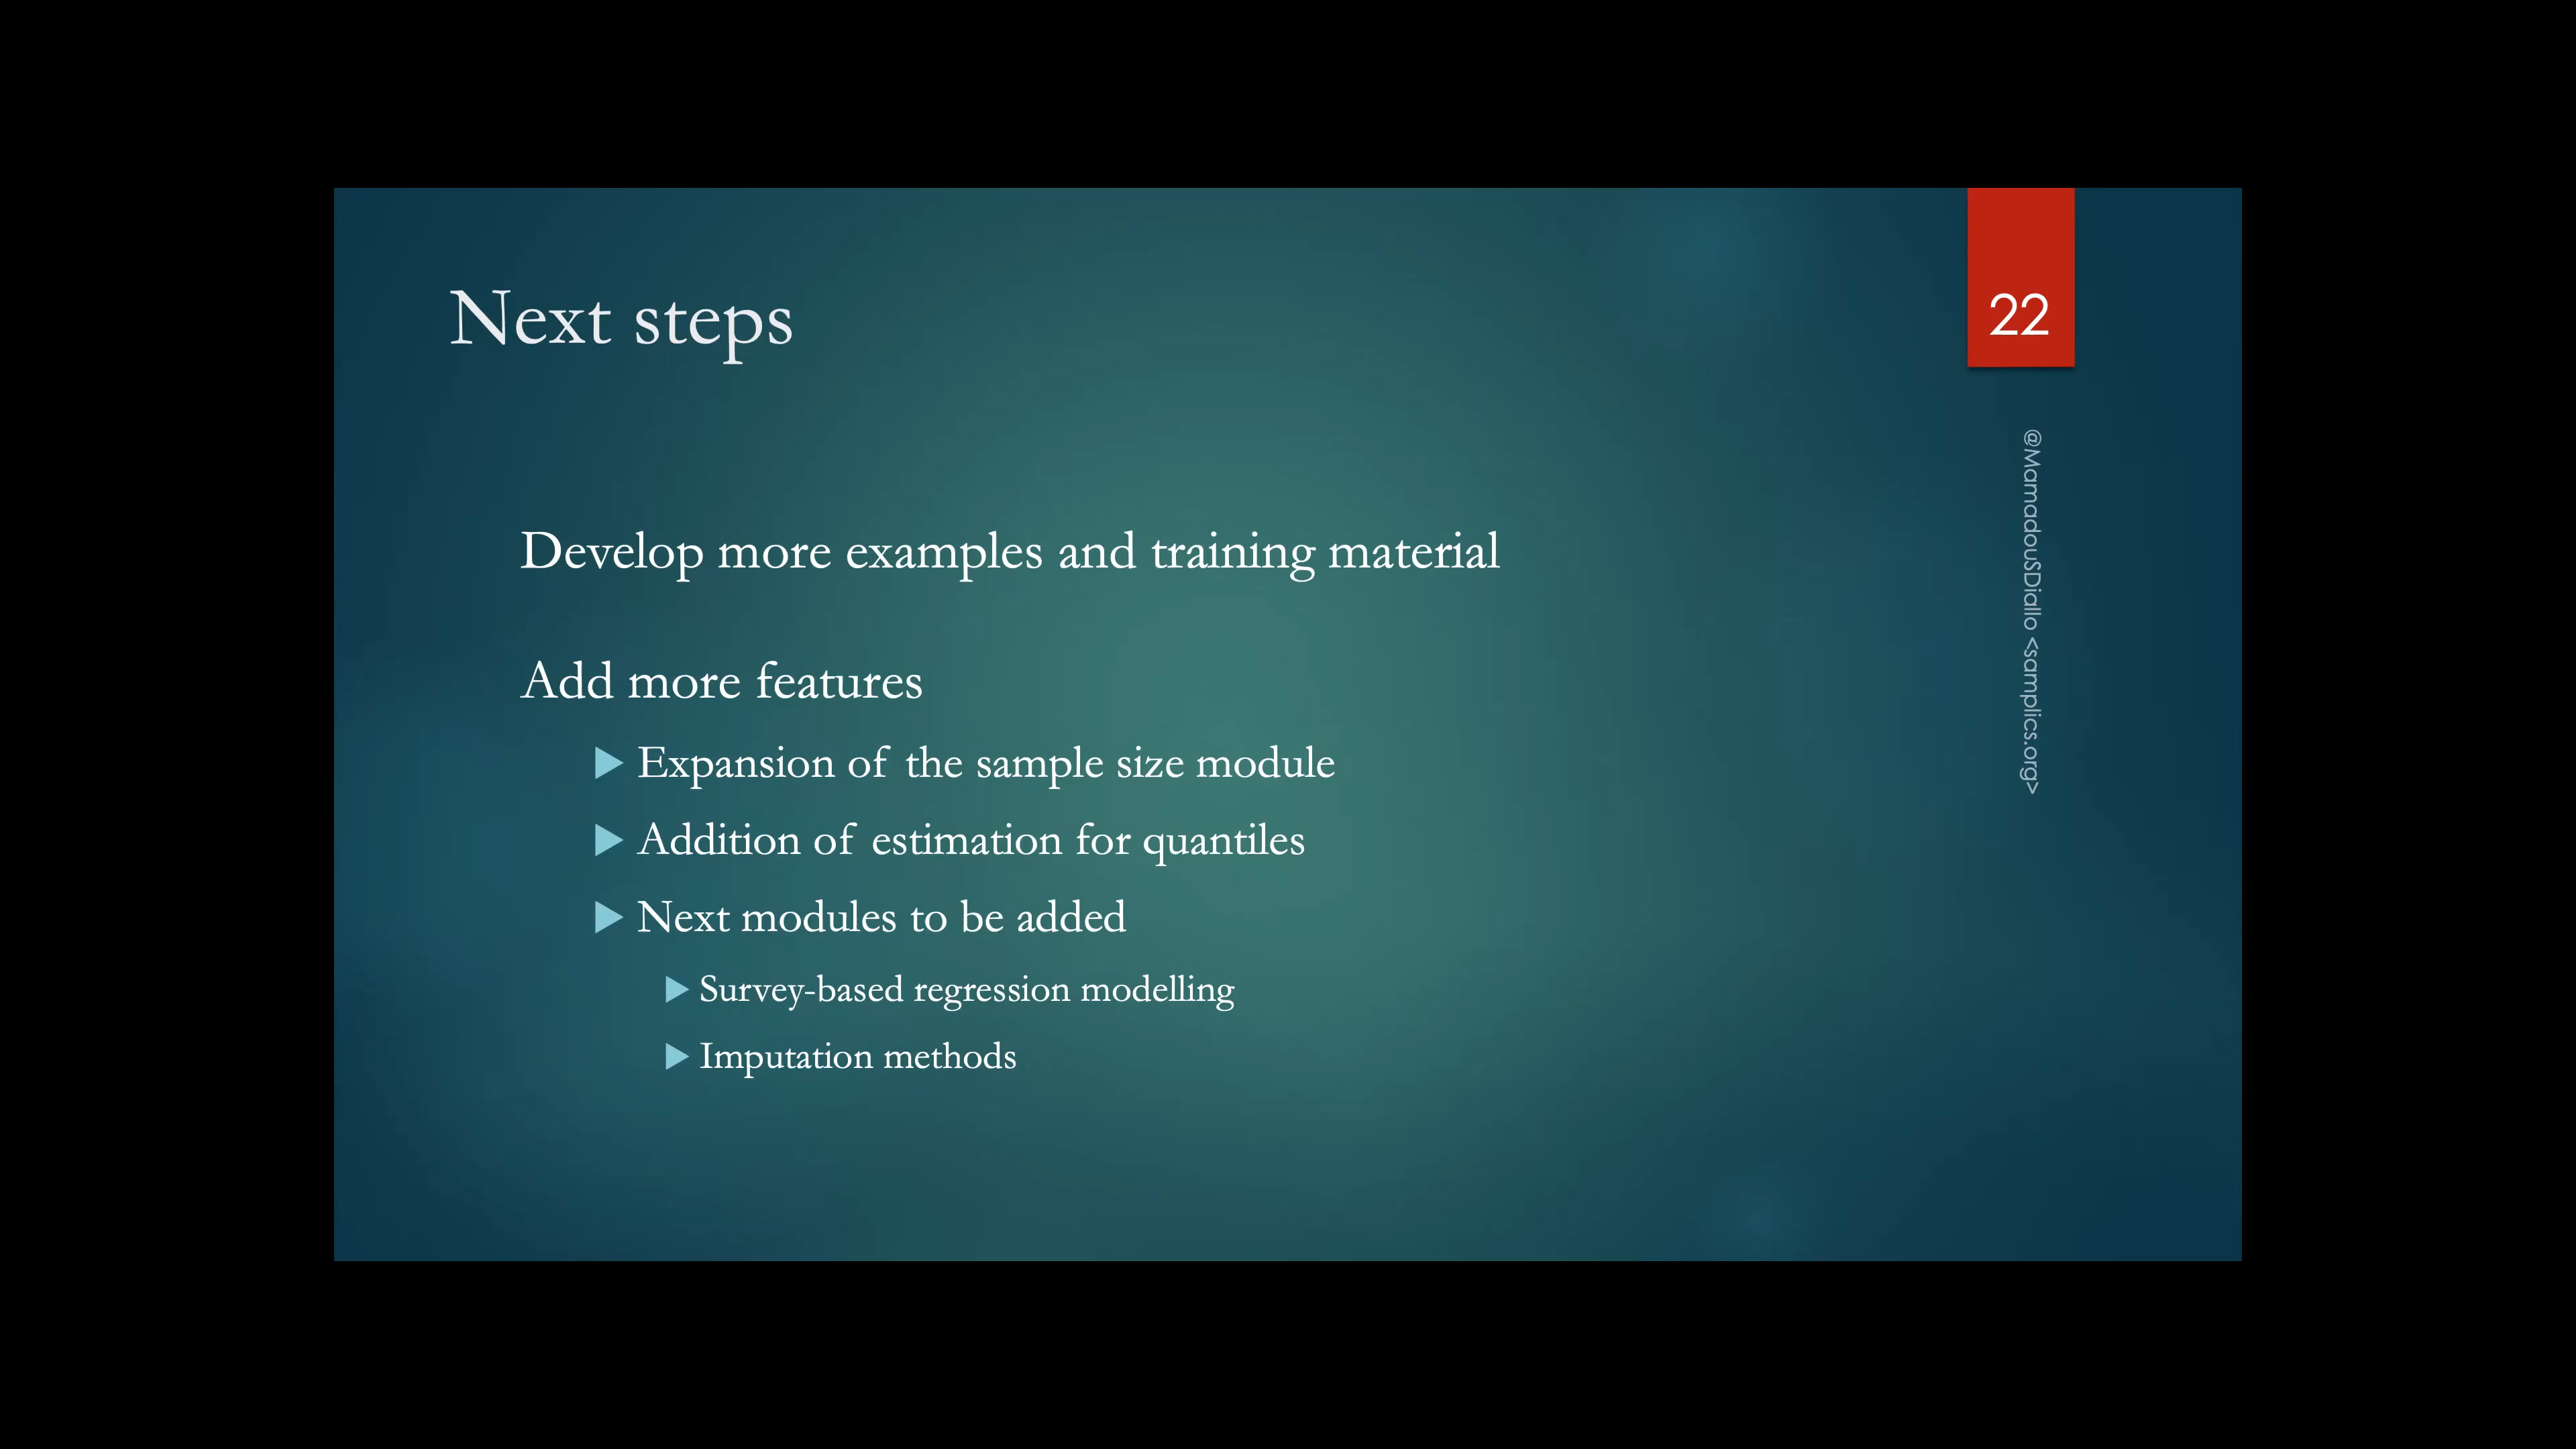 Next steps
22
Develop more examples and training material
Add more features
Expansion of the sample size module
Addition of estimation for quantiles
Next modules to be added
Survey-based regression modelling
Imputation methods
@MamadouSDiallo <samplics.org>